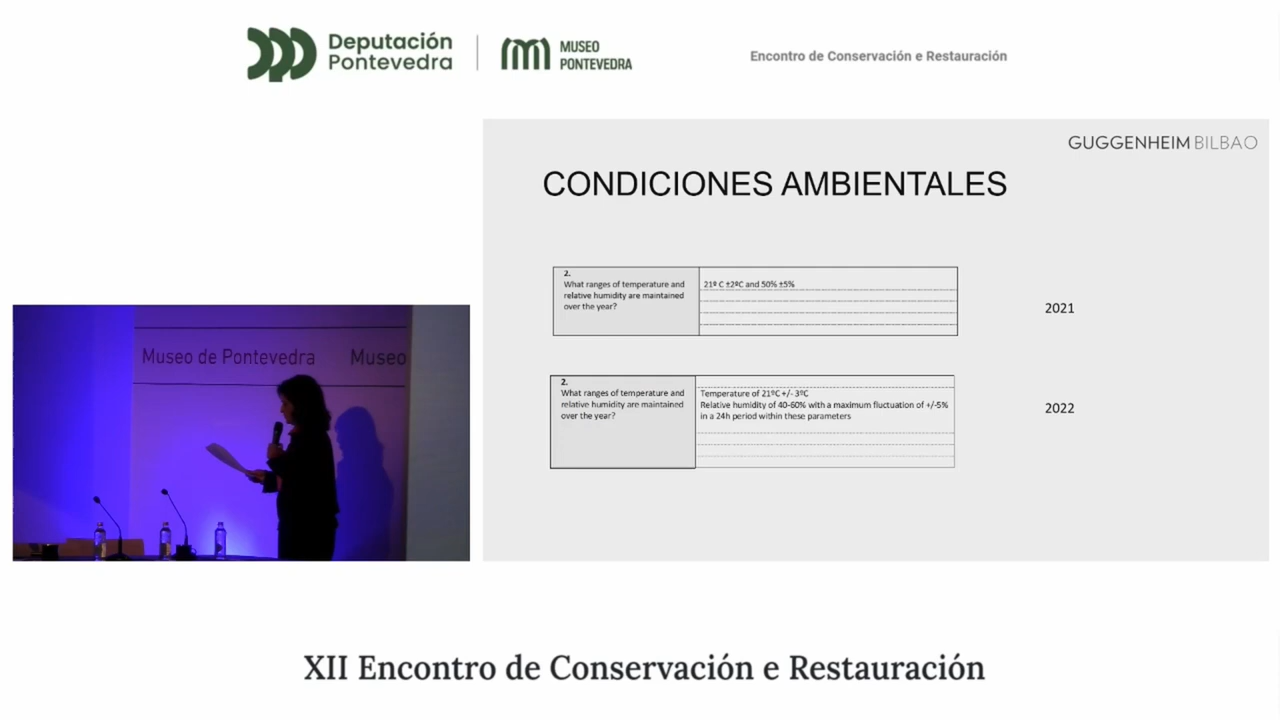 Deputación
Pontevedra
MUSEO
PONTEVEDRA
Encontro de Conservación e Restauración
GUGGENHEIM BILBAO
CONDICIONES AMBIENTALES
2.
What ranges of temperature and
relative humidity are maintained
over the year?
21º C ±2ºC and 50% ±5%
2021
2.
What ranges of temperature and
relative humidity are maintained
over the year?
Temperature of 21ºC +/- 3ºC
Relative humidity of 40-60% with a maximum fluctuation of +/-5%
in a 24h period within these parameters
2022
Museo de Pontevedra Museo
XII Encontro de Conservación e Restauración